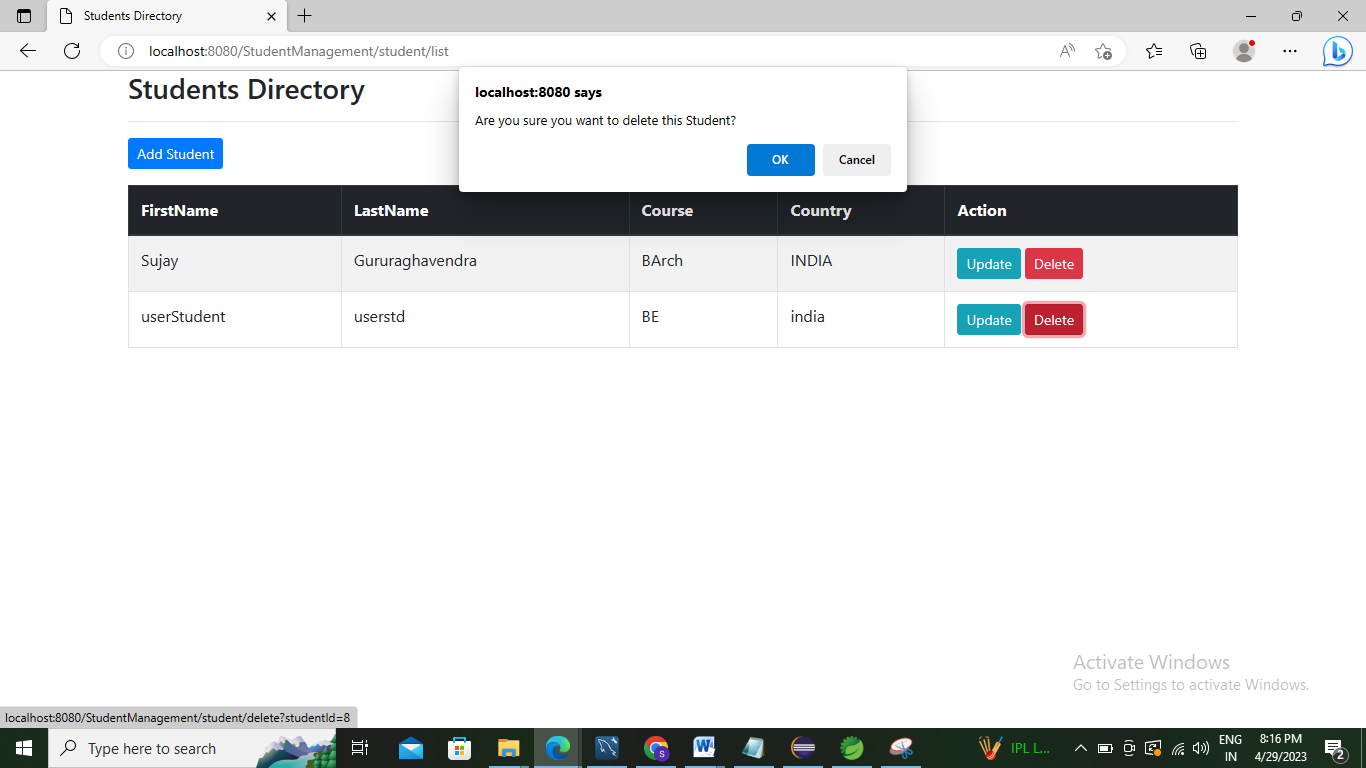 Students Directory
localhost:8080/StudentManagement/student/list
Students Directory
localhost:8080 says
Are you sure you want to delete this Student?
OK Cancel
Add Student
FirstName LastName Course Country Action
Sujay Gururaghavendra BArch INDIA Update Delete
userStudent userstd BE india Update Delete
Activate Windows
Go to Settings to activate Windows.
localhost:8080/StudentManagement/student/delete?studentId=8
Type here to search
IPL L...
ENG
IN
8:16 PM
4/29/2023
2